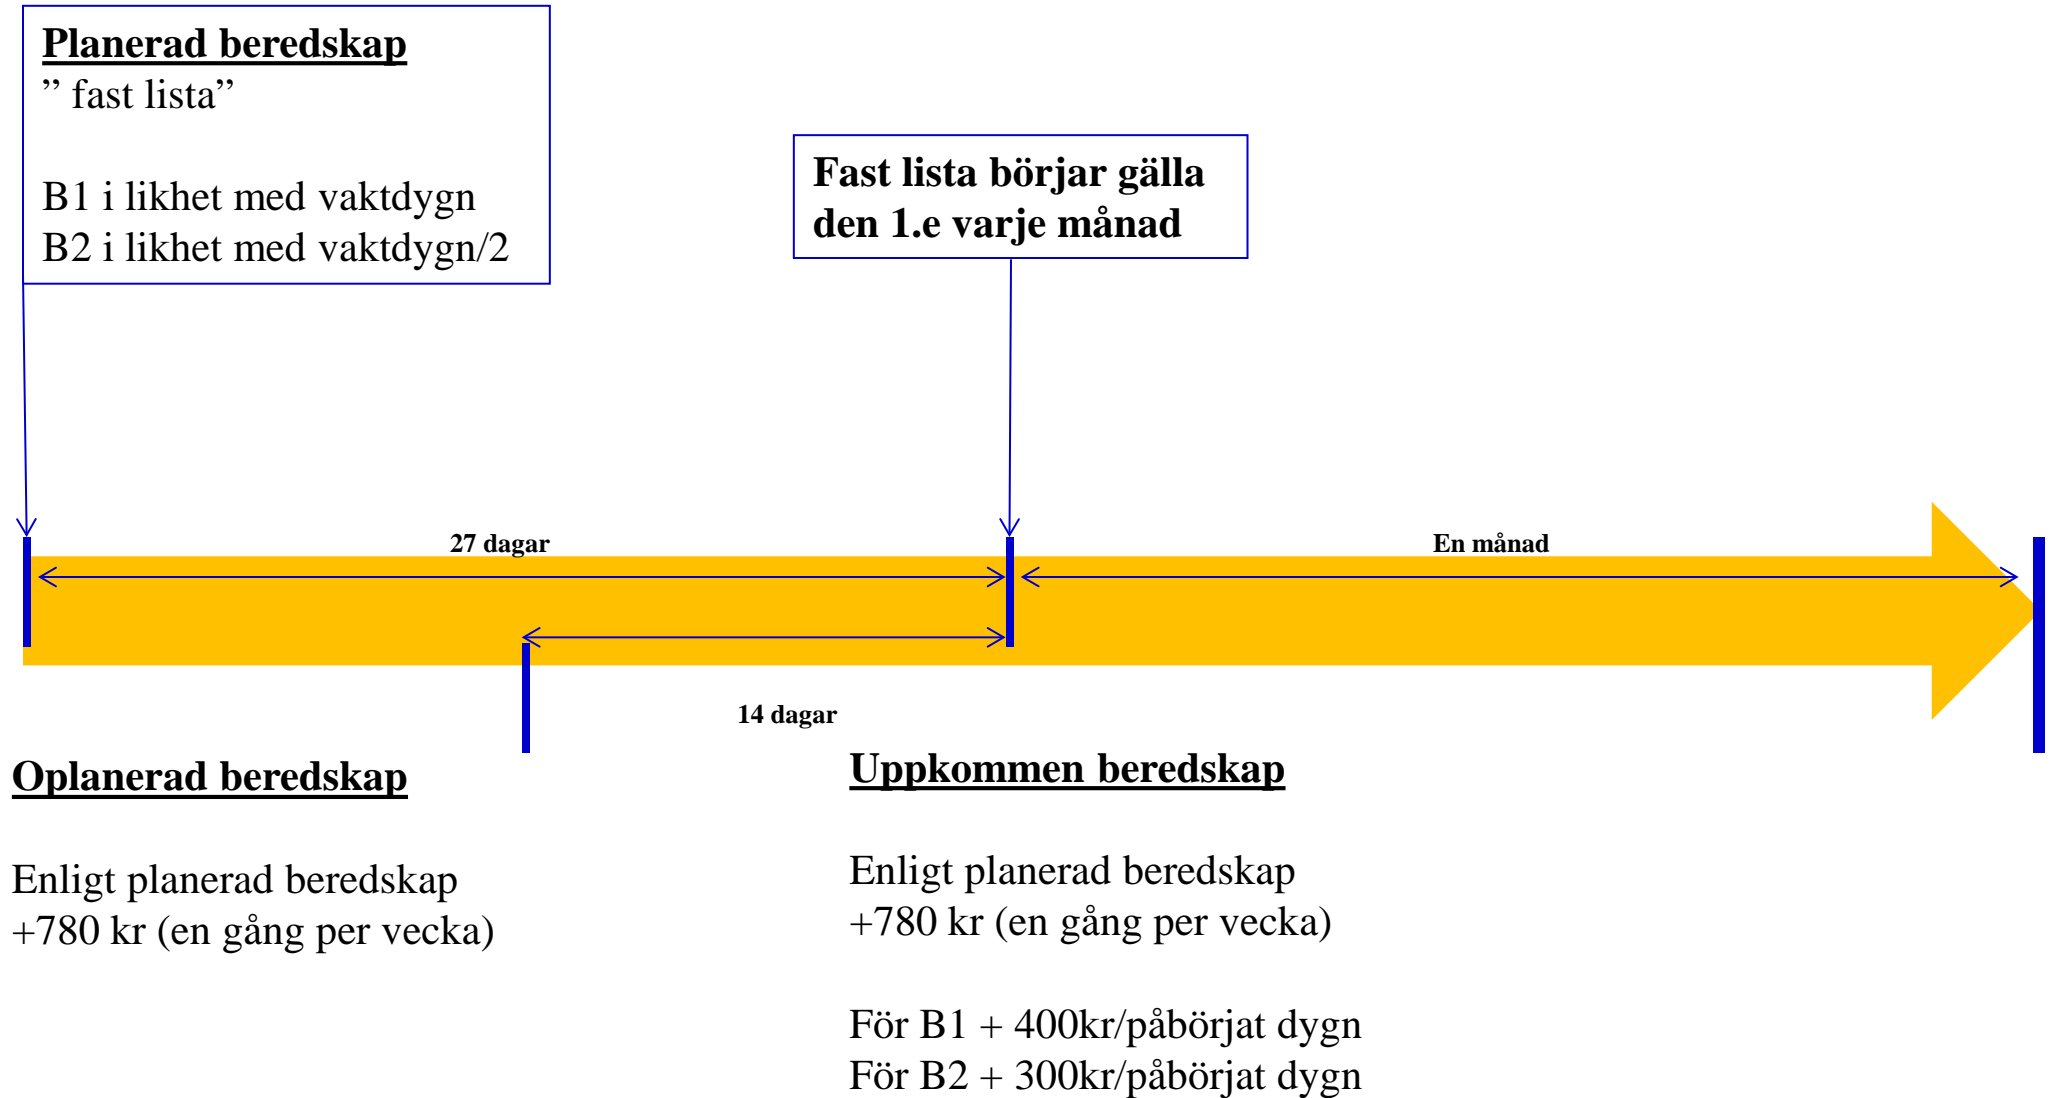 Planerad beredskap
” fast lista”
B1 i likhet med vaktdygn
B2 i likhet med vaktdygn/2
Fast lista börjar gälla
den 1.e varje månad
27 dagar
En månad
14 dagar
Oplanerad beredskap
Enligt planerad beredskap
+780 kr (en gång per vecka)
Uppkommen beredskap
Enligt planerad beredskap
+780 kr (en gång per vecka)
För B1 + 400kr/påbörjat dygn
För B2 + 300kr/påbörjat dygn